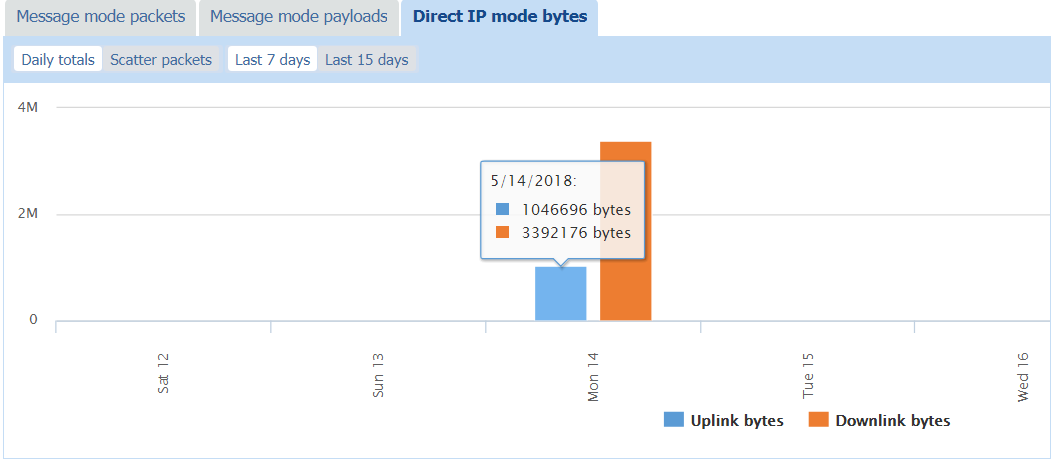 Message mode packets Message mode payloads Direct IP mode bytes
Daily totals Scatter packets Last 7 days Last 15 days
4M
5/14/2018:
1046696 bytes
2M
3392176 bytes
0
Sat 12 Sun 13 Mon 14 Tue 15 Wed 16
Uplink bytes Downlink bytes